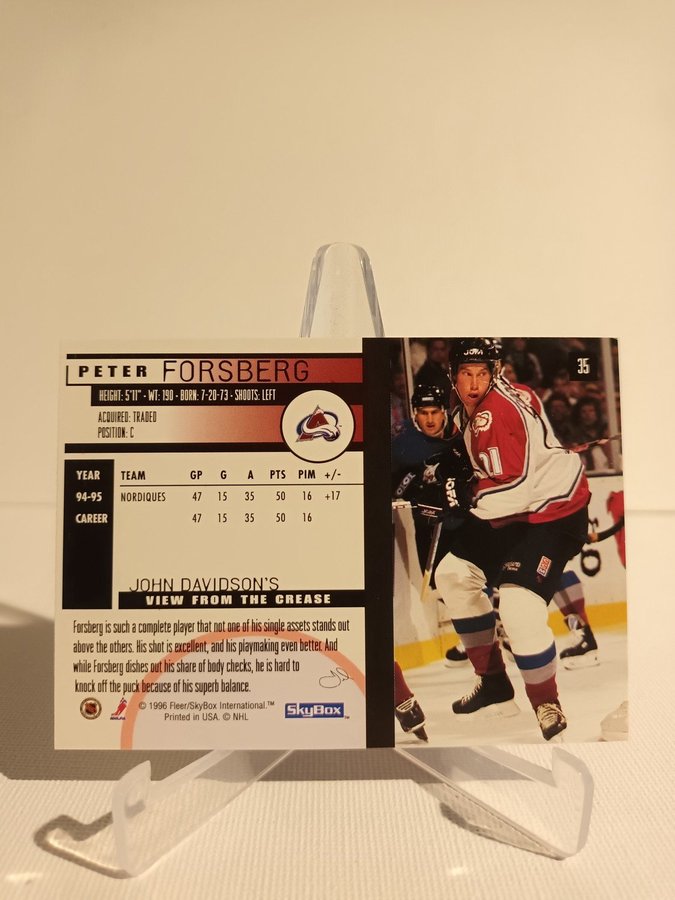 PETER FORSBERG
HEIGHT: 5'11" - WT: 190 - BORN: 7-20-73 - SHOOTS: LEFT
ACQUIRED: TRADED
POSITION: C
YEAR TEAM GP G A PTS PIM +/-
94-95 NORDIQUES 47 15 35 50 16 +17
CAREER 47 15 35 50 16
JOHN DAVIDSON'S
VIEW FROM THE CREASE
Forsberg is such a complete player that not one of his single assets stands out
above the others. His shot is excellent, and his playmaking even better. And
while Forsberg dishes out his share of body checks, he is hard to
knock off the puck because of his superb balance.
© 1996 Fleer/SkyBox International.™
Printed in USA. © NHL
SkyBox™
35
JOFA
21
JOFA